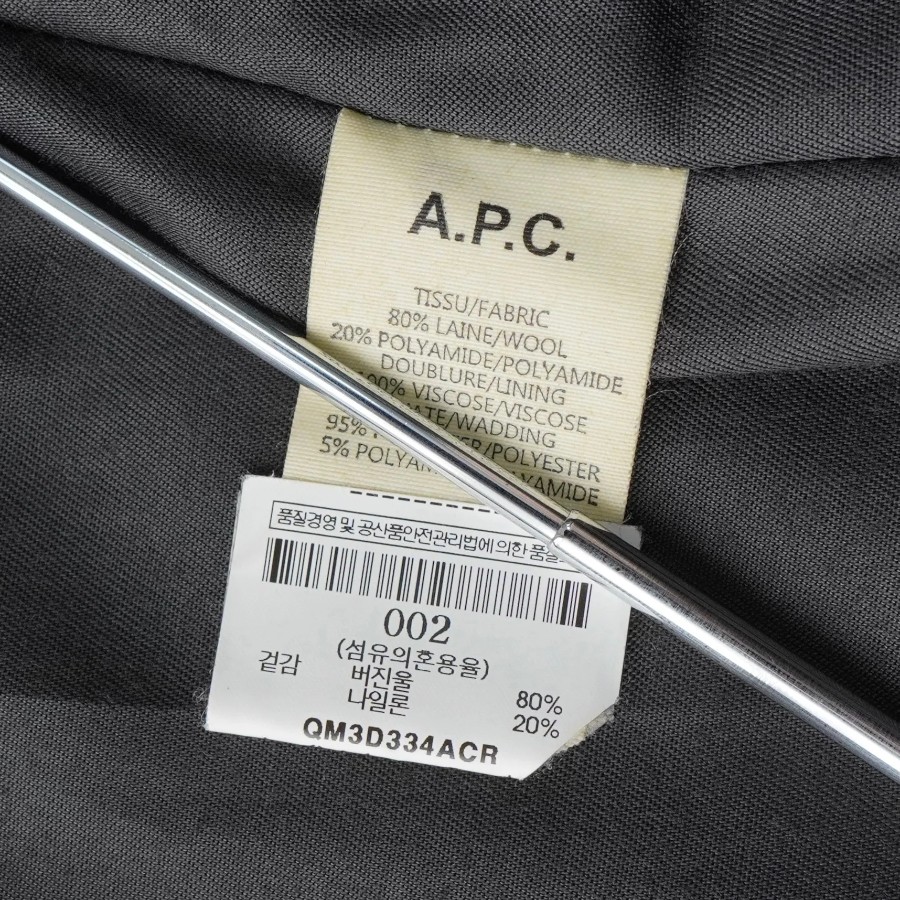 A.P.C.
TISSU/FABRIC
80% LAINE/WOOL
20% POLYAMIDE/POLYAMIDE
DOUBLURE/LINING
VISCOSE/VISCOSE
/WADDING
95% /POLYESTER
5%
품질경영 및 공산품안전관리법에 의한
002
(섬유의혼용율)
겉감 버진울 80%
나일론 20%
QM3D334ACR